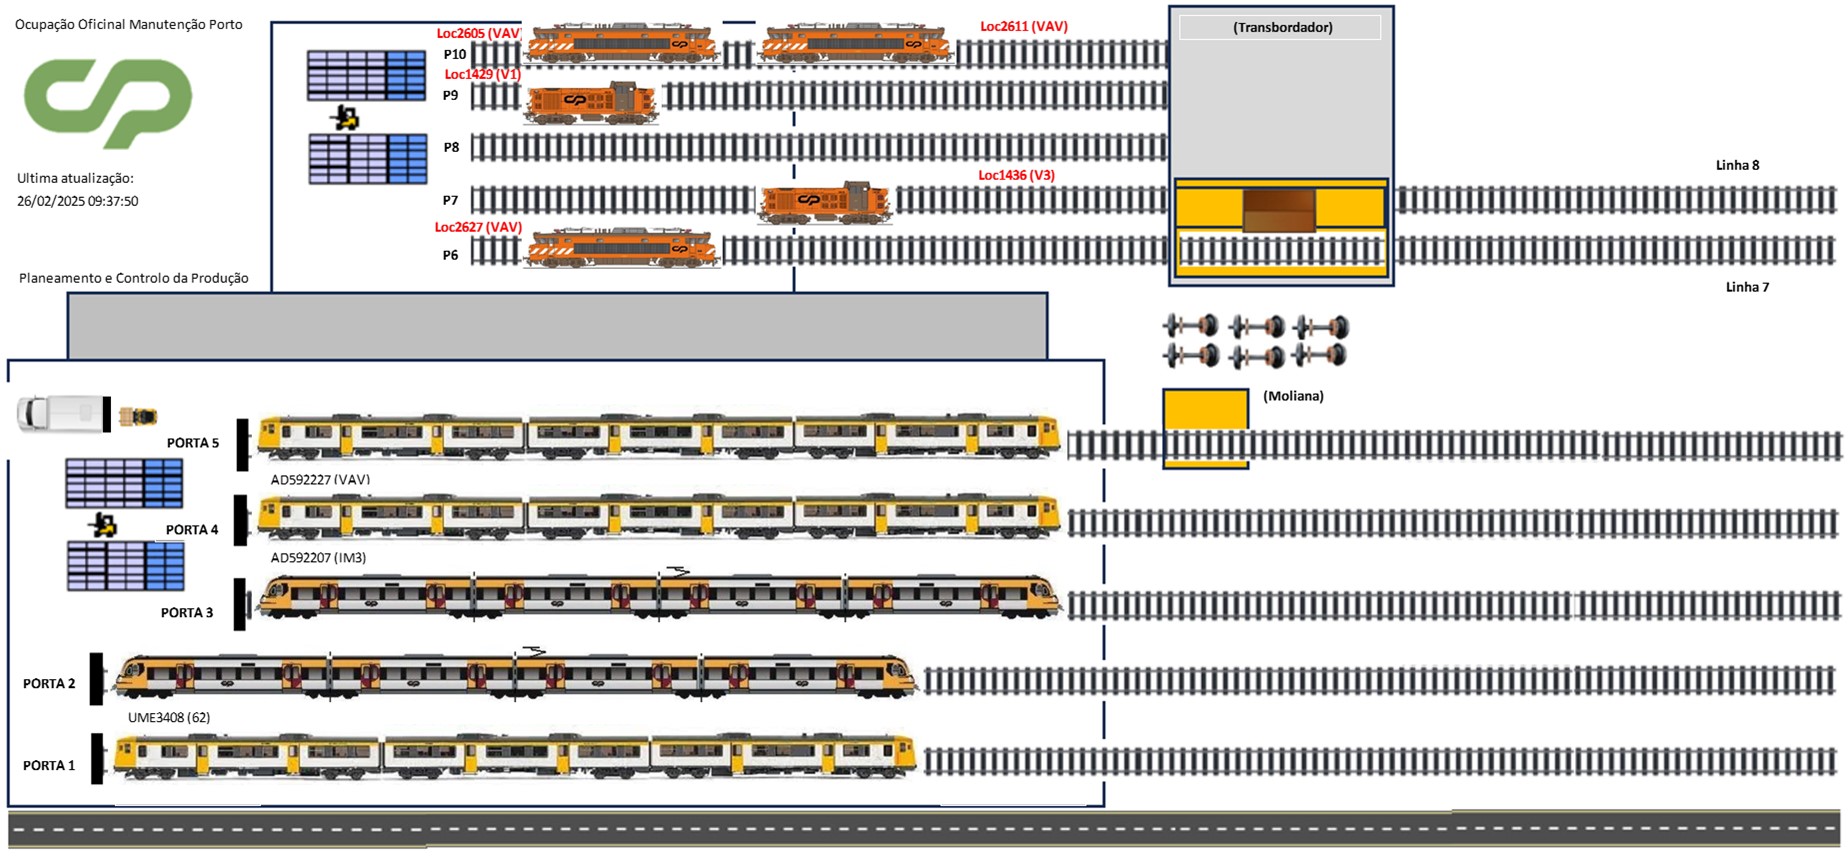 Ocupação Oficinal Manutenção Porto
Loc2605 (VAV)
Loc2611 (VAV)
(Transbordador)
P10
Loc1429 (V1)
P9
P8
Linha 8
Ultima atualização:
26/02/2025 09:37:50
Loc1436 (V3)
P7
Loc2627 (VAV)
P6
Planeamento e Controlo da Produção
Linha 7
(Moliana)
PORTA 5
AD592227 (VAV)
PORTA 4
AD592207 (IM3)
PORTA 3
PORTA 2
UME3408 (62)
PORTA 1